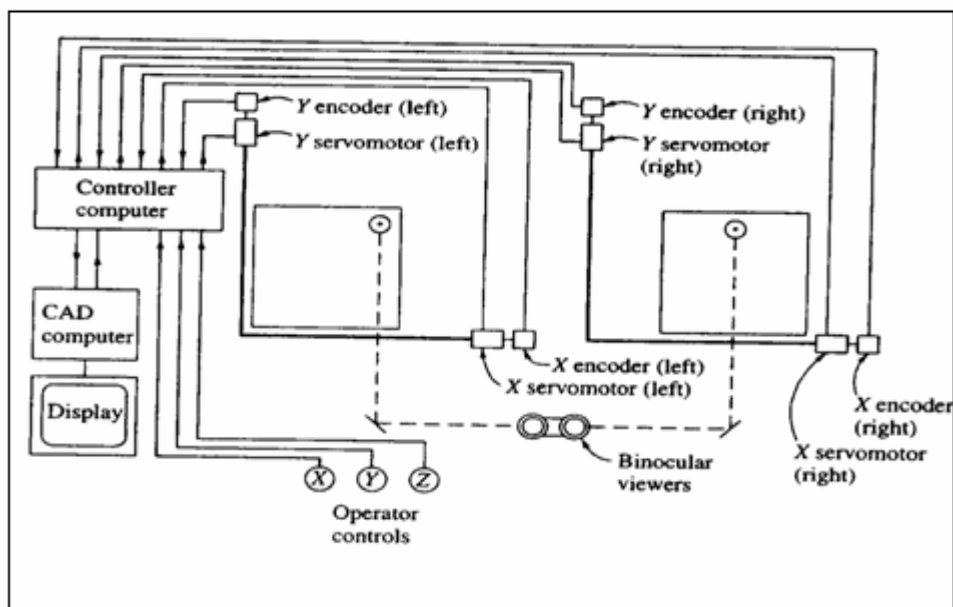 Y encoder (left)
Y servomotor (left)
Y encoder (right)
Y servomotor
(right)
Controller
computer
CAD
computer
Display
X encoder (left)
X servomotor (left)
X encoder
(right)
X servomotor
(right)
Binocular
viewers
X Y Z
Operator
controls